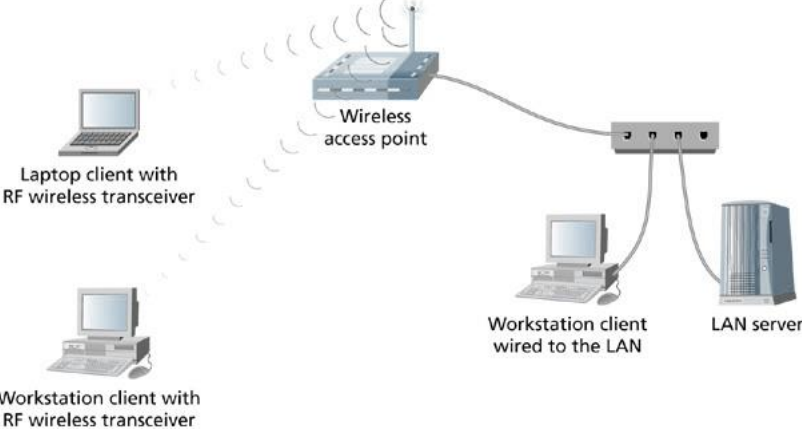 Wireless
access point
Laptop client with
RF wireless transceiver
Workstation client
wired to the LAN
LAN server
Workstation client with
RF wireless transceiver